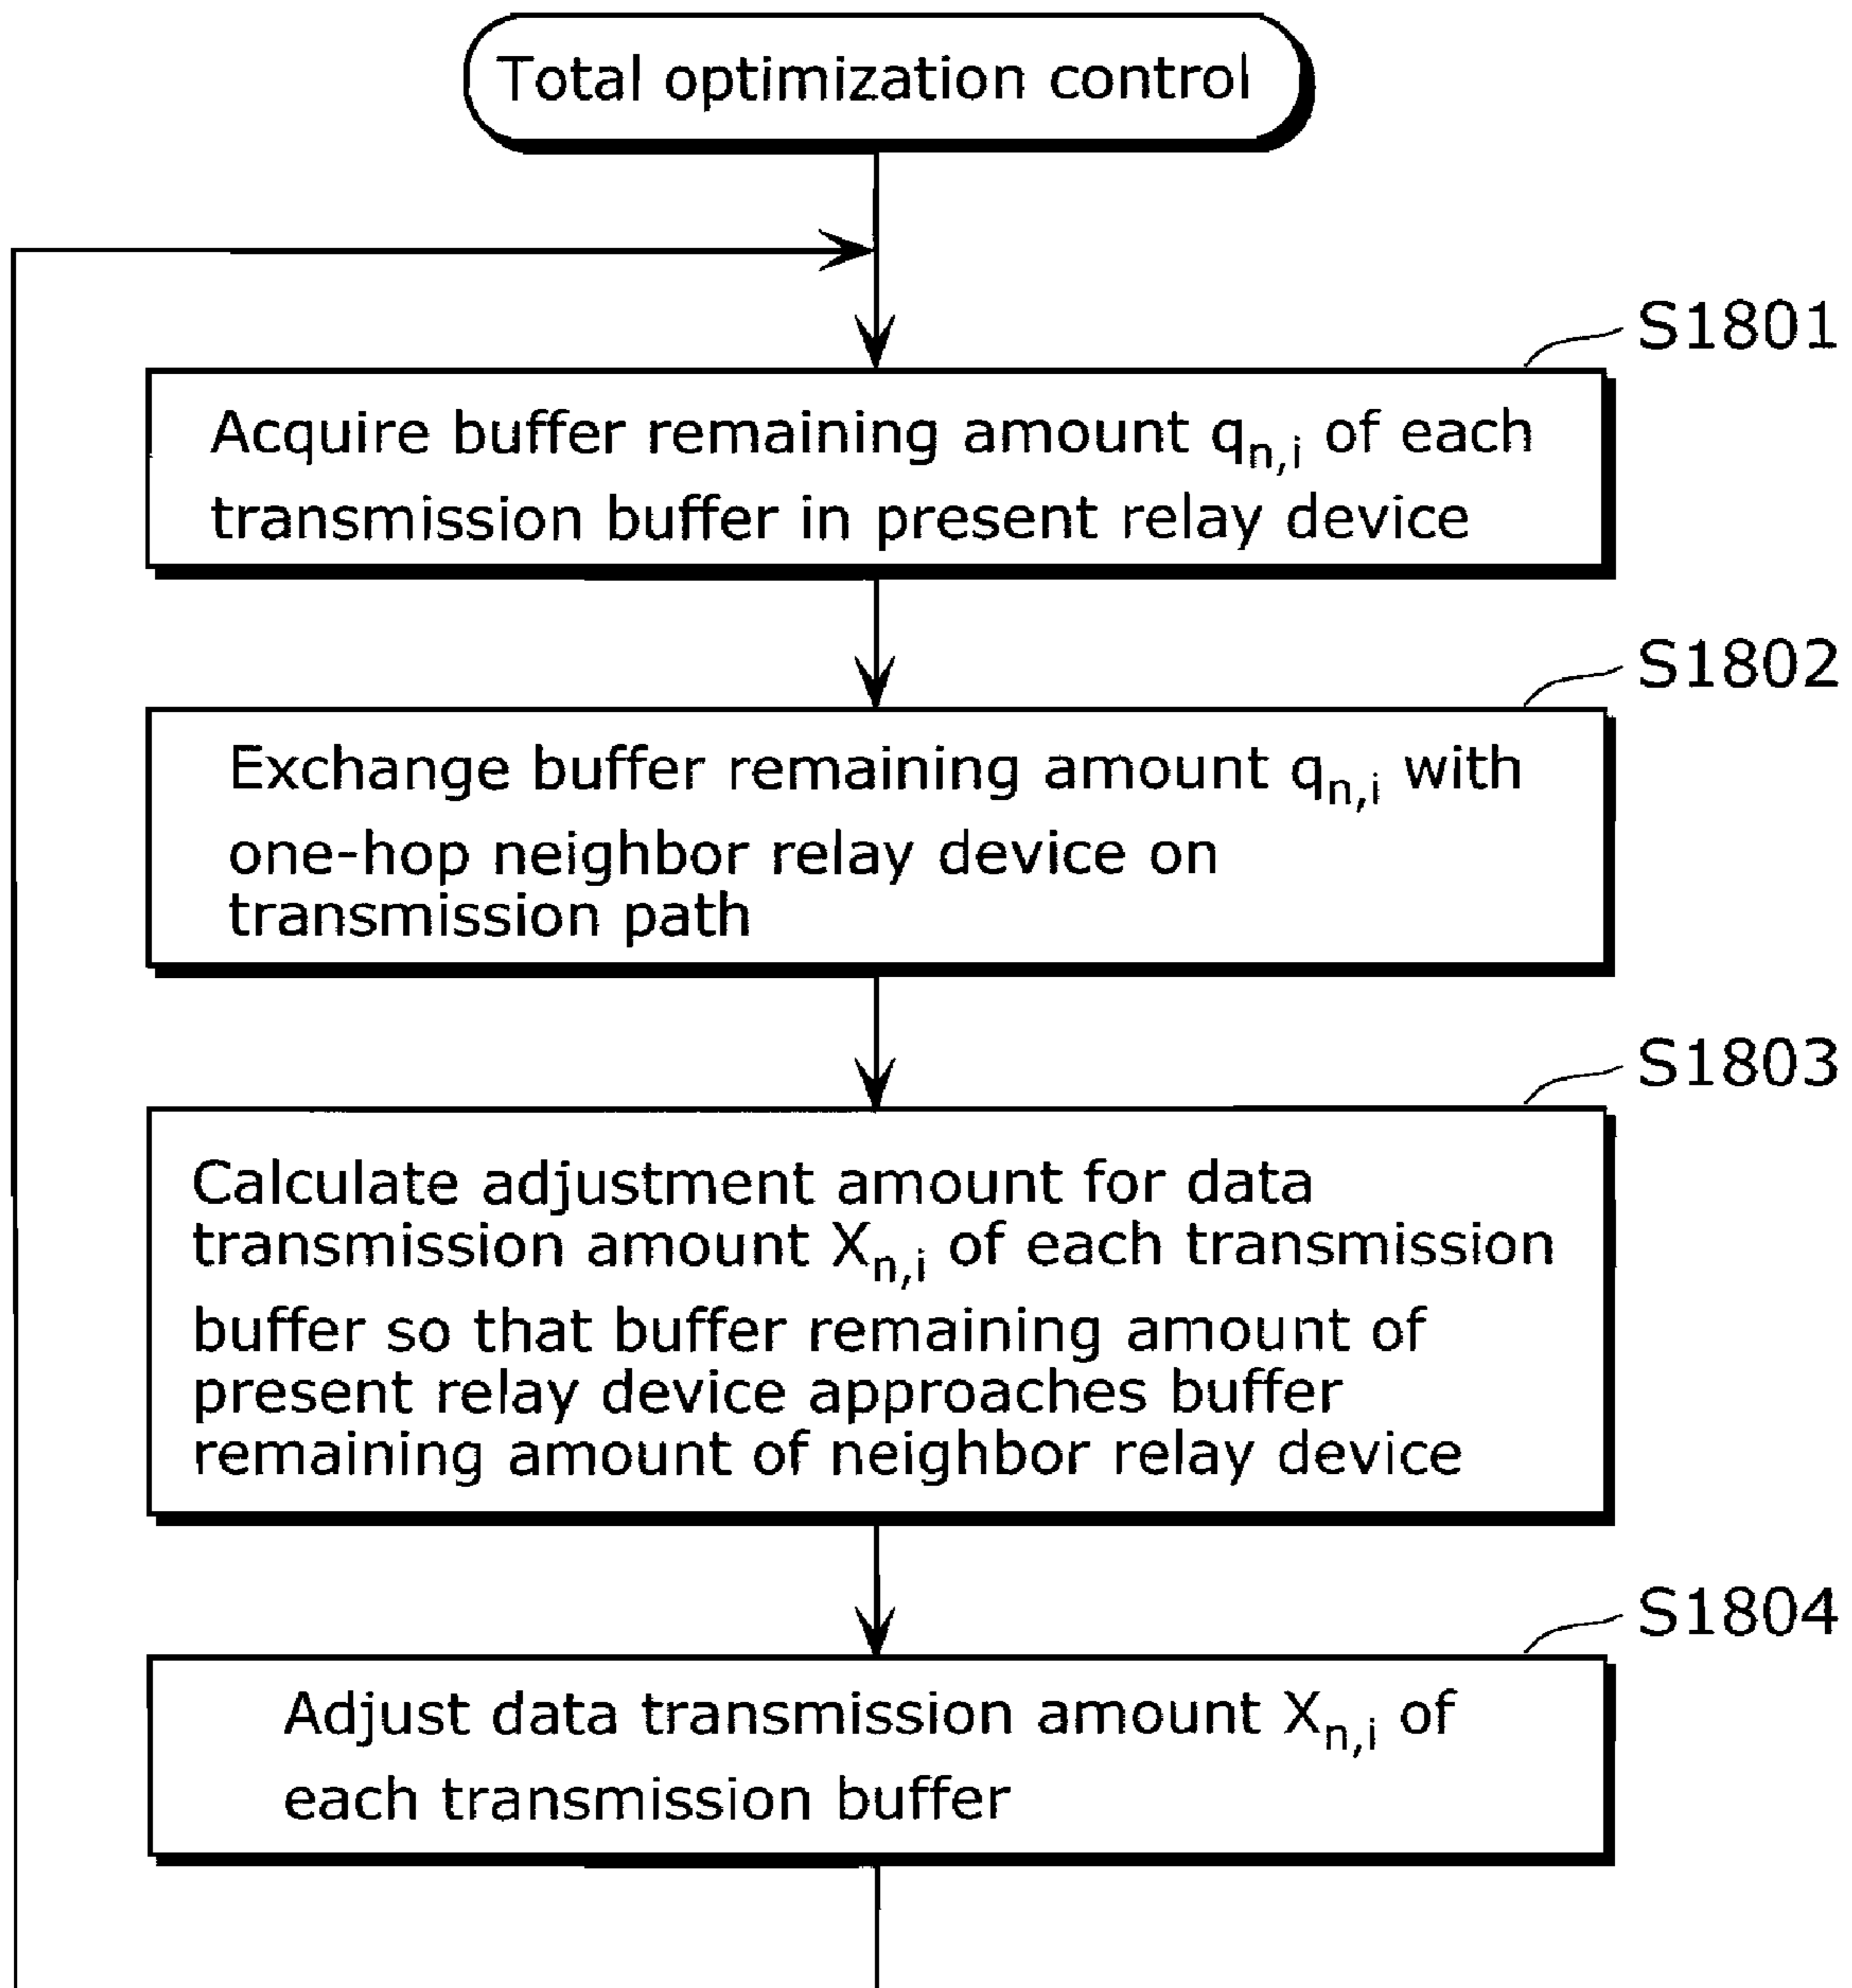 Total optimization control
S1801
Acquire buffer remaining amount qn,i of each
transmission buffer in present relay device
S1802
Exchange buffer remaining amount qn,i with
one-hop neighbor relay device on
transmission path
S1803
Calculate adjustment amount for data
transmission amount Xn,i of each transmission
buffer so that buffer remaining amount of
present relay device approaches buffer
remaining amount of neighbor relay device
S1804
Adjust data transmission amount Xn,i of
each transmission buffer